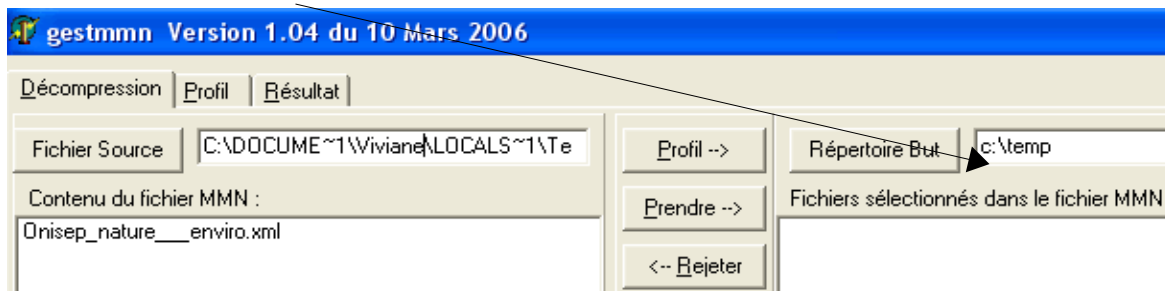 gestmmn Version 1.04 du 10 Mars 2006
Décompression Profil Résultat
Fichier Source C:\DOCUME~1\Viviane\LOCALS~1\Te Profil --> Répertoire But c:\temp
Contenu du fichier MMN : Prendre --> Fichiers sélectionnés dans le fichier MMN
Onisep_nature___enviro.xml
<-- Rejeter